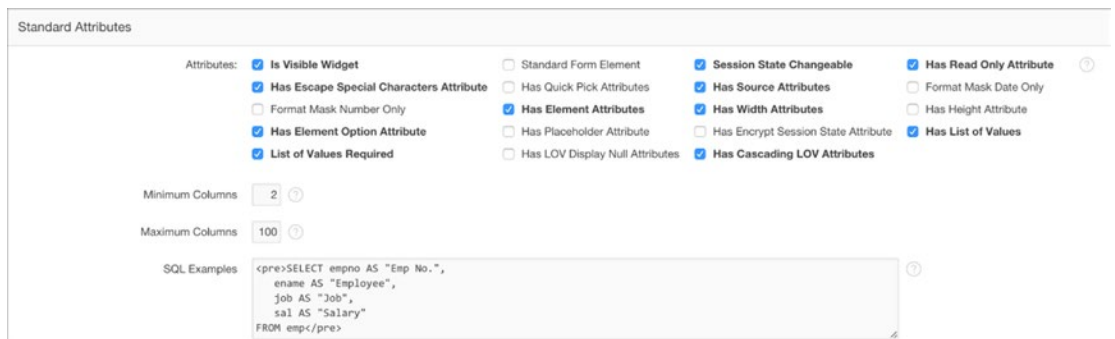 Standard Attributes
Attributes: Is Visible Widget Standard Form Element Session State Changeable Has Read Only Attribute ?
Has Escape Special Characters Attribute Has Quick Pick Attributes Has Source Attributes Format Mask Date Only
Format Mask Number Only Has Element Attributes Has Width Attributes Has Height Attribute
Has Element Option Attribute Has Placeholder Attribute Has Encrypt Session State Attribute Has List of Values
List of Values Required Has LOV Display Null Attributes Has Cascading LOV Attributes
Minimum Columns 2 ?
Maximum Columns 100 ?
SQL Examples <pre>SELECT empno AS "Emp No.", ?
ename AS "Employee",
job AS "Job",
sal AS "Salary"
FROM emp</pre>